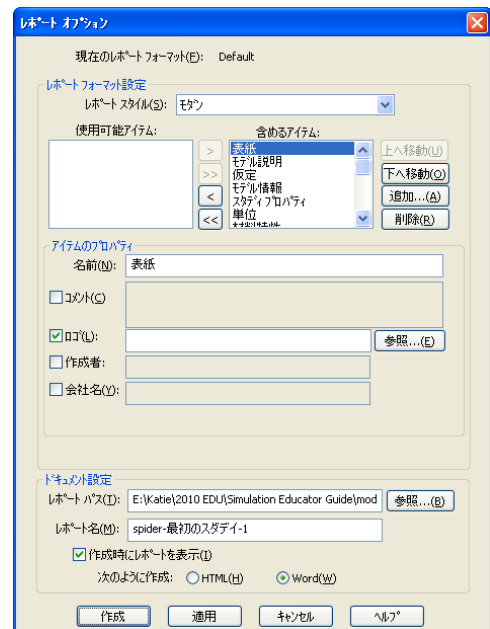 レポート オプション
現在のレポート フォーマット(F): Default
レポート フォーマット設定
レポート スタイル(S): モダン
使用可能アイテム: 含めるアイテム:
> 表紙 上へ移動(U)
>> モデル説明 下へ移動(O)
仮定
< モデル情報 追加...(A)
スタディ プロパティ
<< 単位 削除(R)
材料特性
アイテムのプロパティ
名前(N): 表紙
コメント(C)
ロゴ(L): 参照...(E)
作成者:
会社名(Y):
ドキュメント設定
レポート パス(T): E:\Katie\2010 EDU\Simulation Educator Guide\mod 参照...(B)
レポート名(M): spider-最初のスダデイ-1
作成時にレポートを表示(I)
次のように作成: HTML(H) Word(W)
作成 適用 キャンセル ヘルプ